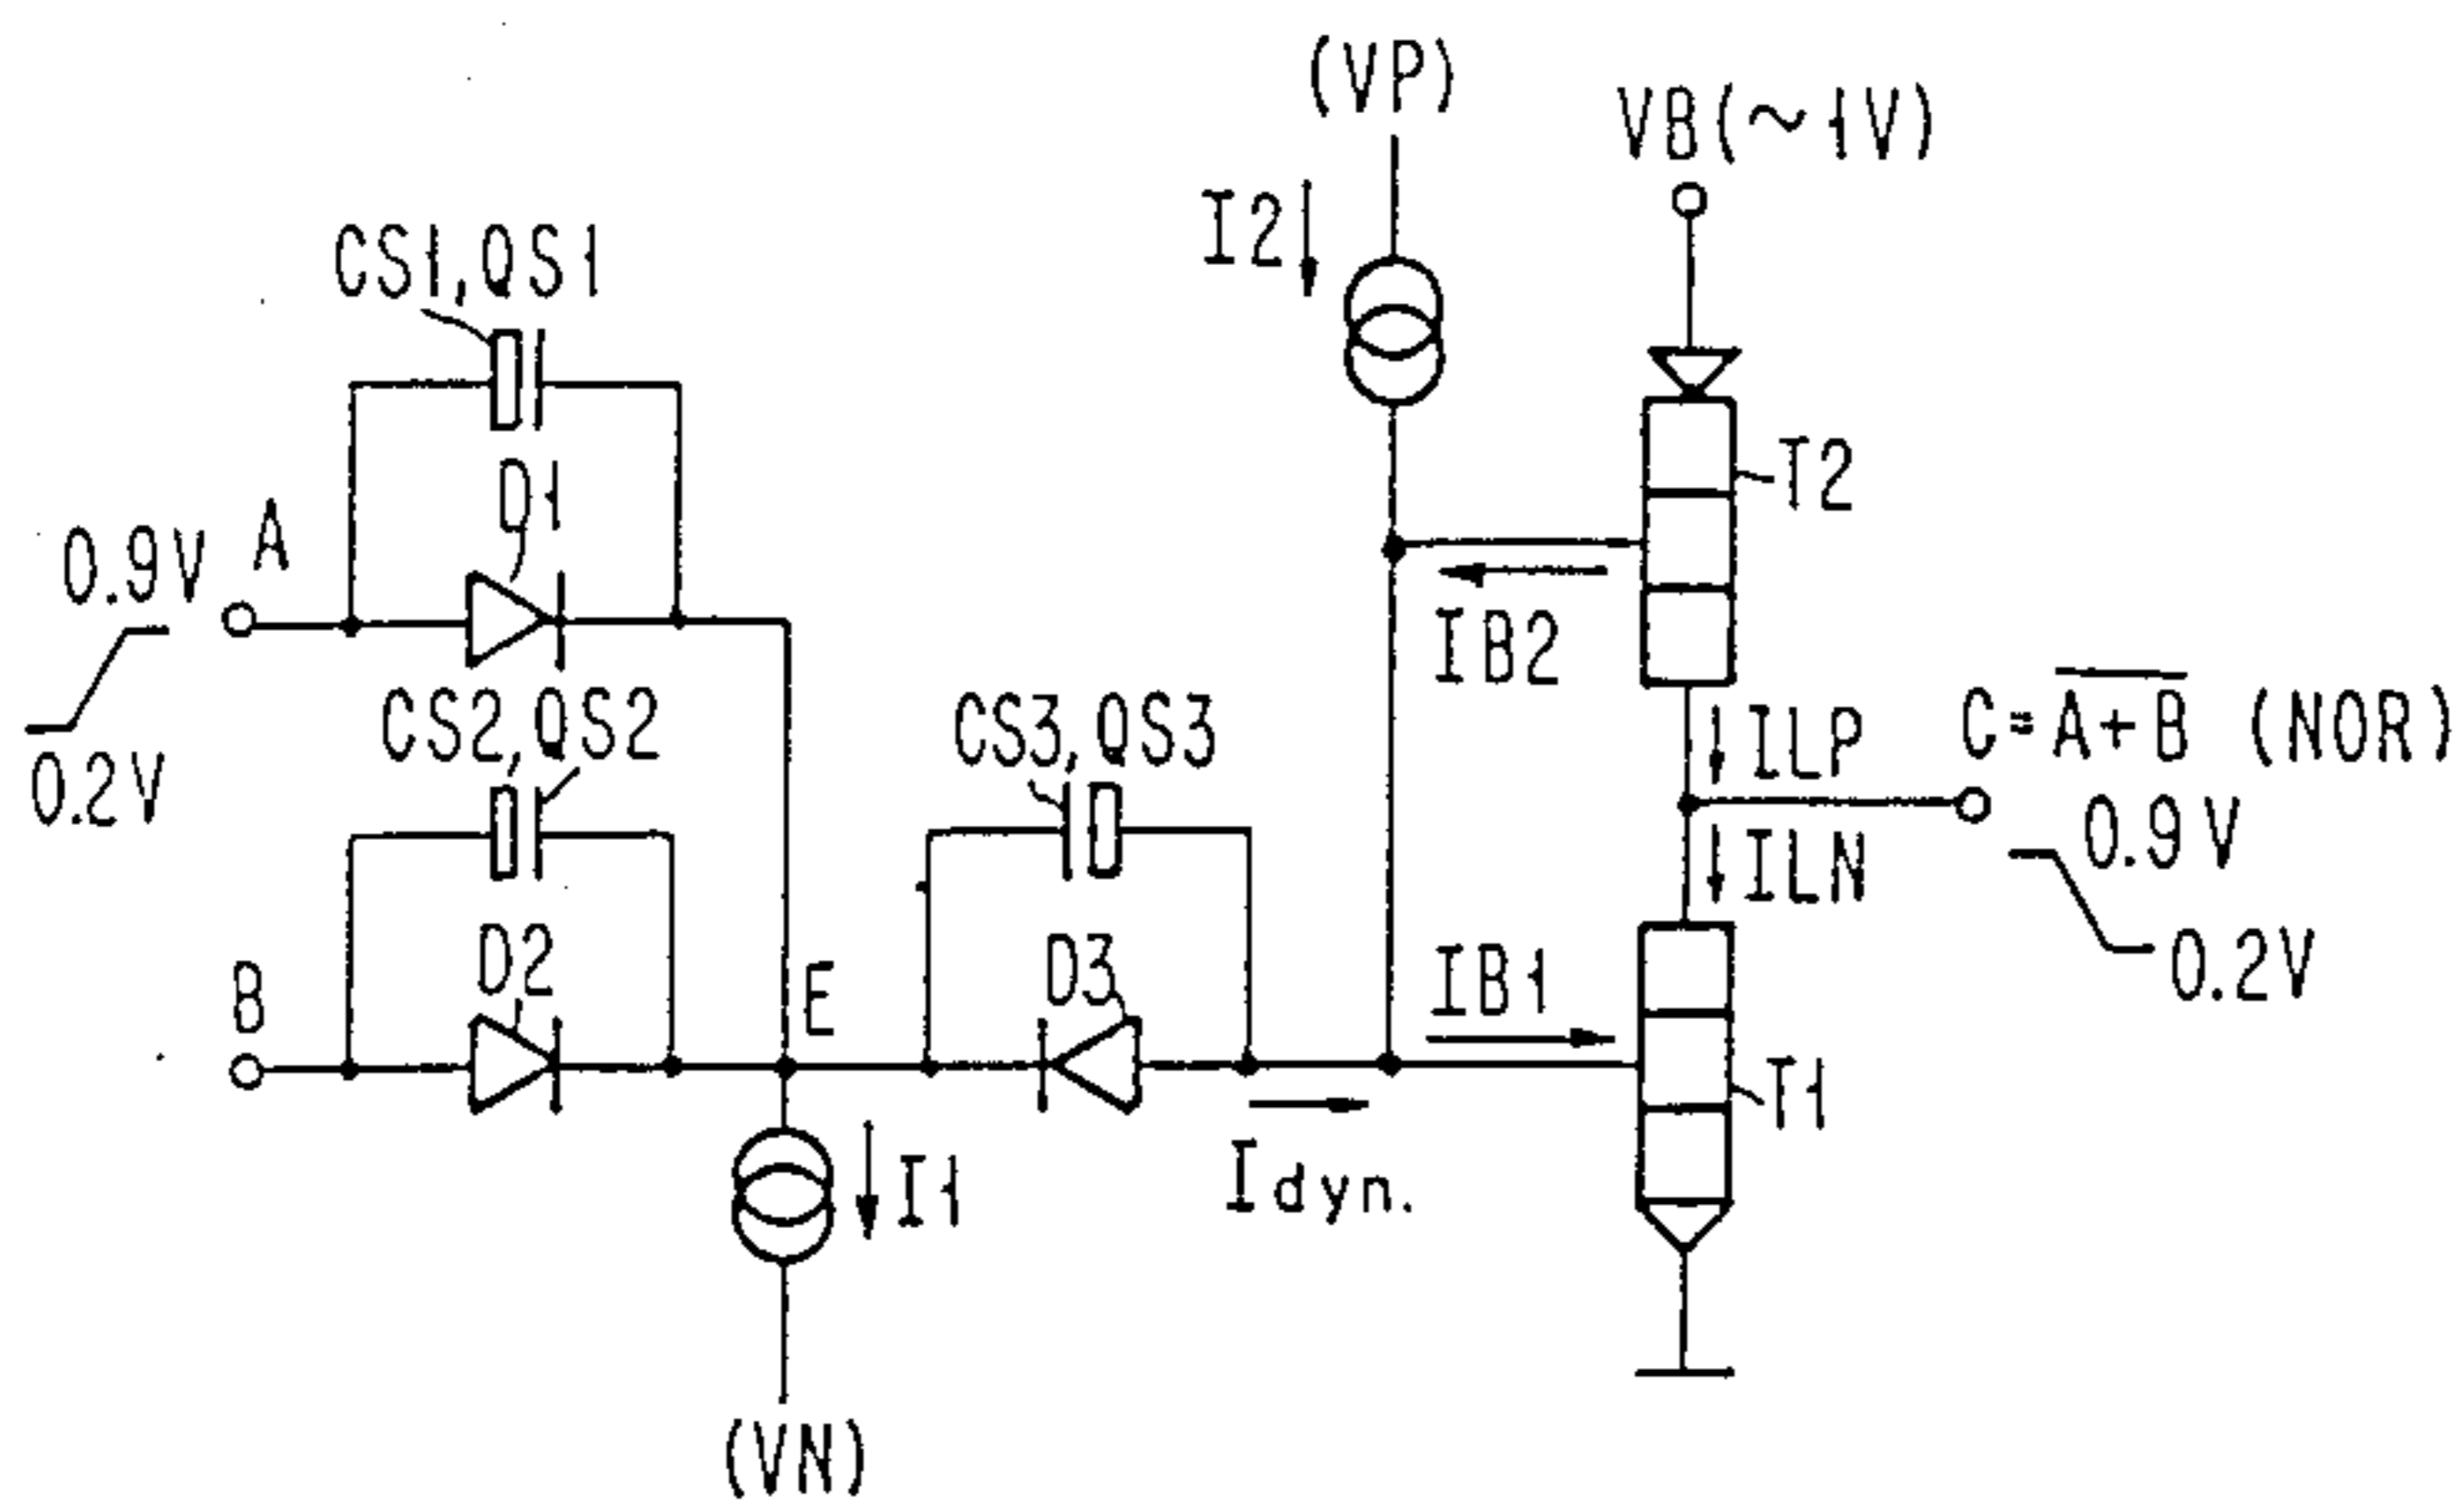 (VP)
VB(~1V)
I2
CS1,QS1
D1
T2
0.9V
A
0.2V
IB2
CS2,QS2
CS3,QS3
ILP
C=A̅+̅B̅ (NOR)
0.9V
ILN
0.2V
D2
D3
B
E
IB1
T1
I1
Idyn.
(VN)